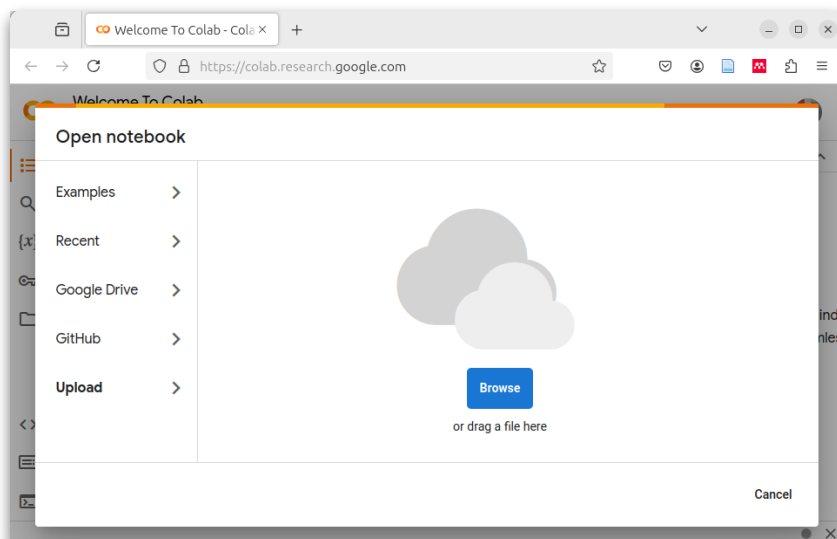 Welcome To Colab - Cola
https://colab.research.google.com
Welcome To Colab
Open notebook
Examples
Recent
Google Drive
GitHub
Upload
{x}
Browse
or drag a file here
Cancel